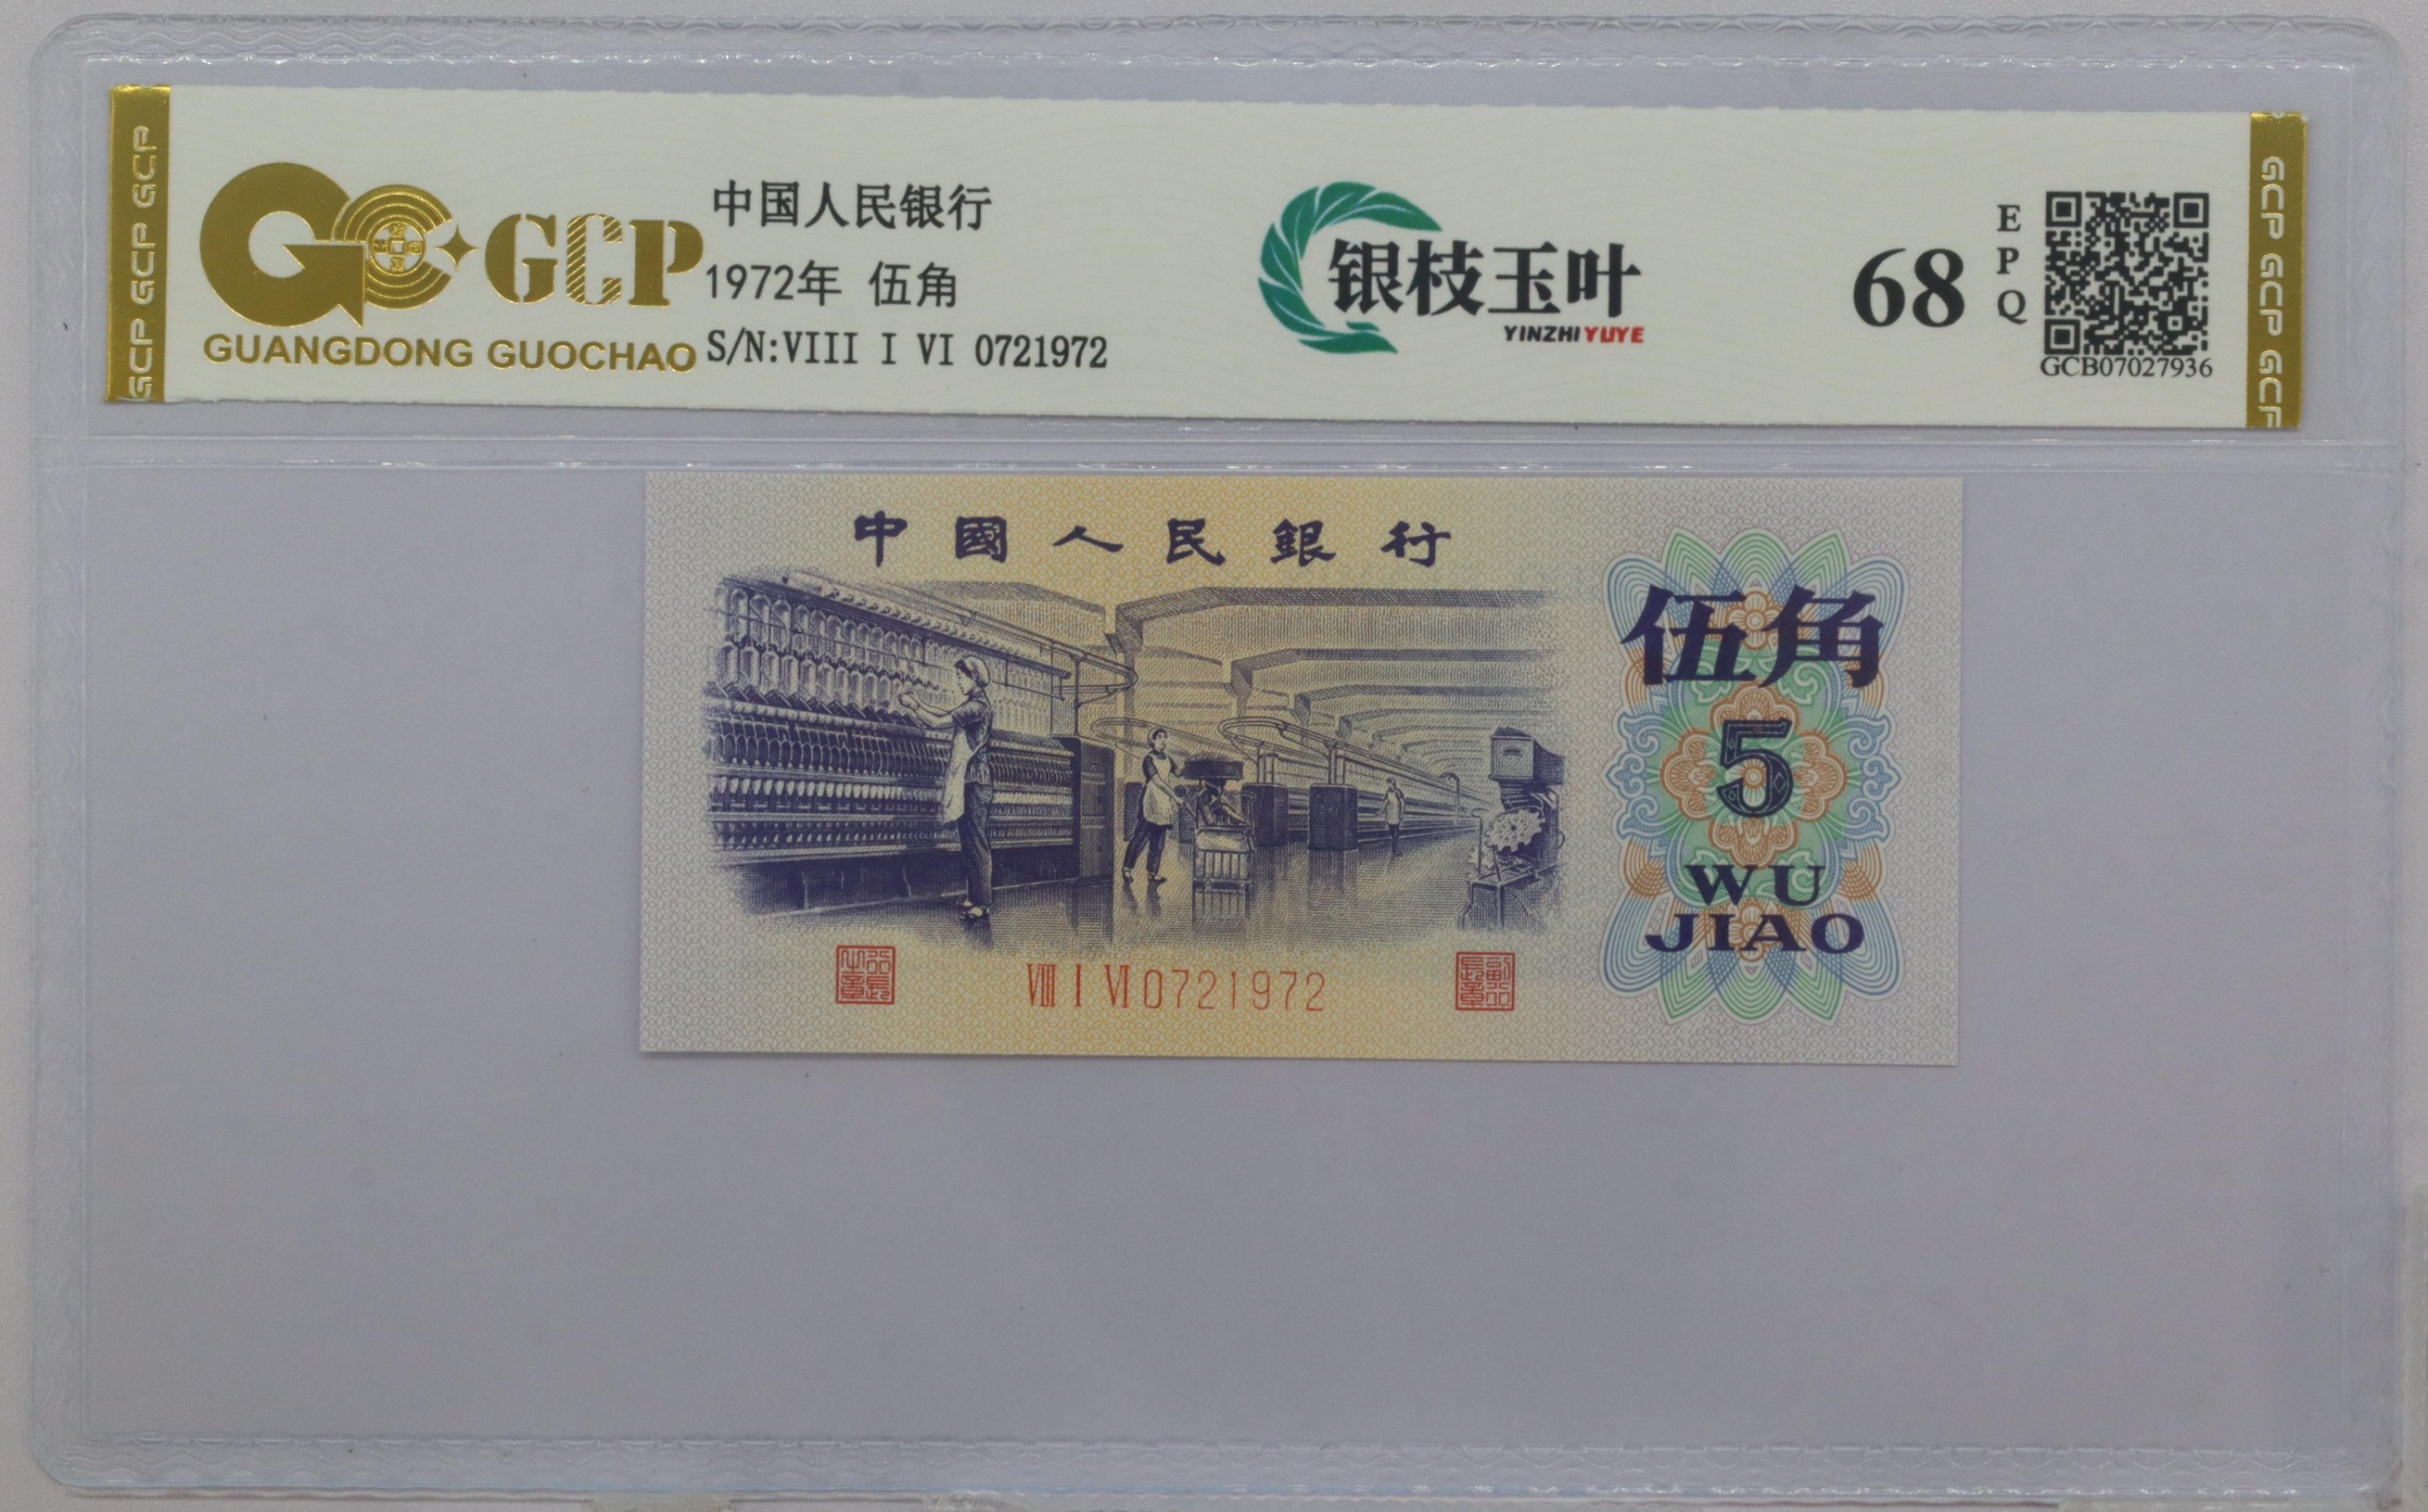 GCP GCP GCP
GCP
GUANGDONG GUOCHAO
中国人民银行
1972年 伍角
S/N:VIII I VI 0721972
银枝玉叶
YINZHIYUYE
68
EPQ
GCB07027936
GCP GCP GCP
中國人民銀行
伍角
5
WU
JIAO
VIII I VI 0721972